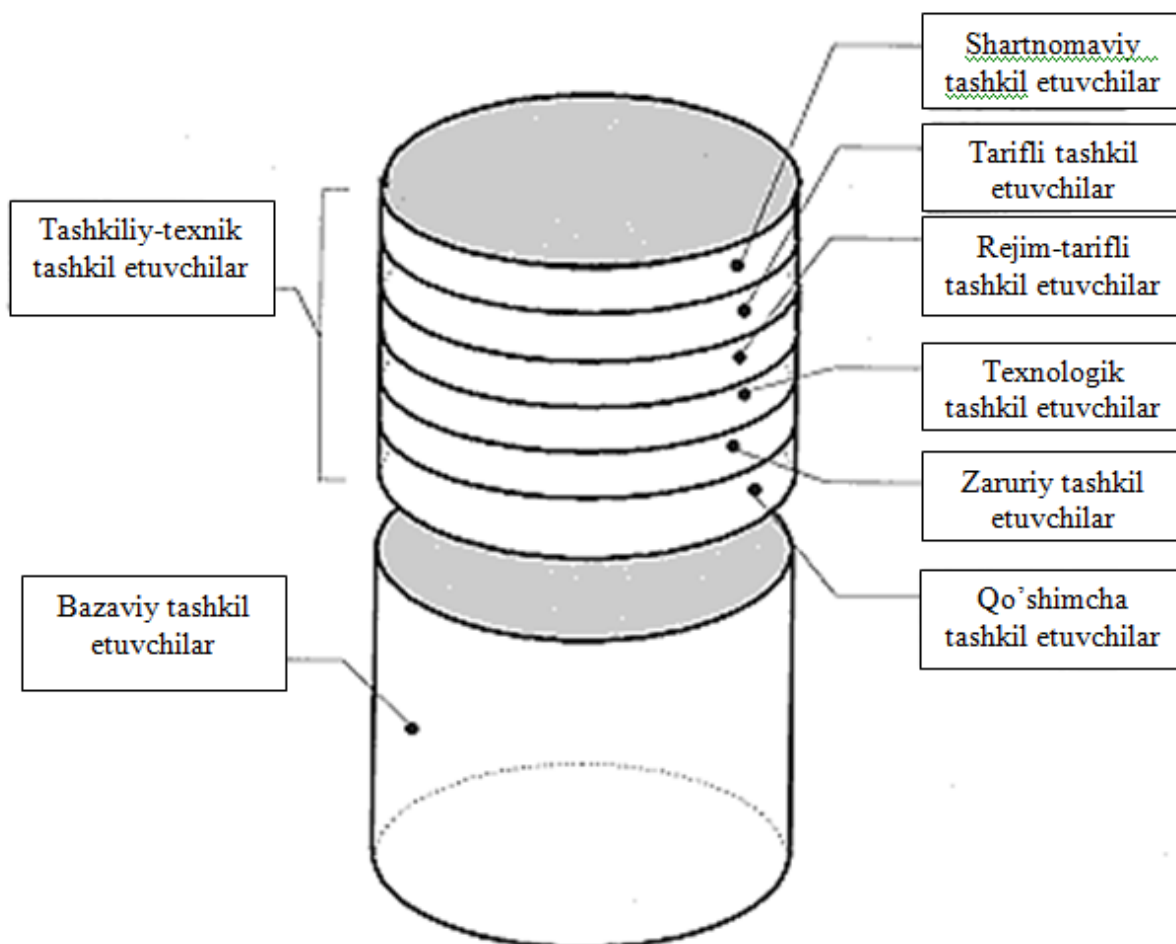 Shartnomaviy
tashkil etuvchilar
Tarifli tashkil
etuvchilar
Tashkiliy-texnik
tashkil etuvchilar
Rejim-tarifli
tashkil etuvchilar
Texnologik
tashkil etuvchilar
Zaruriy tashkil
etuvchilar
Bazaviy tashkil
etuvchilar
Qo’shimcha
tashkil etuvchilar